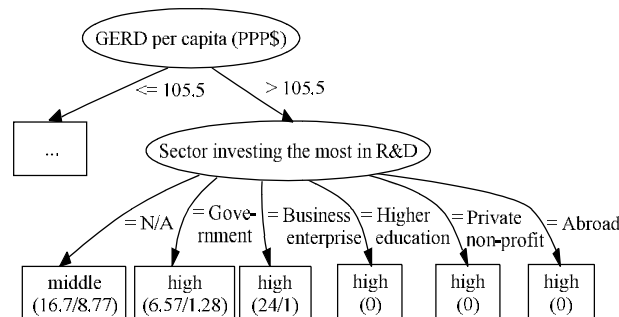 GERD per capita (PPP$)
<= 105.5
> 105.5
...
Sector investing the most in R&D
= N/A
= Gove-
rnment
= Business
enterprise
= Higher
education
= Private
non-profit
= Abroad
middle
(16.7/8.77)
high
(6.57/1.28)
high
(24/1)
high
(0)
high
(0)
high
(0)